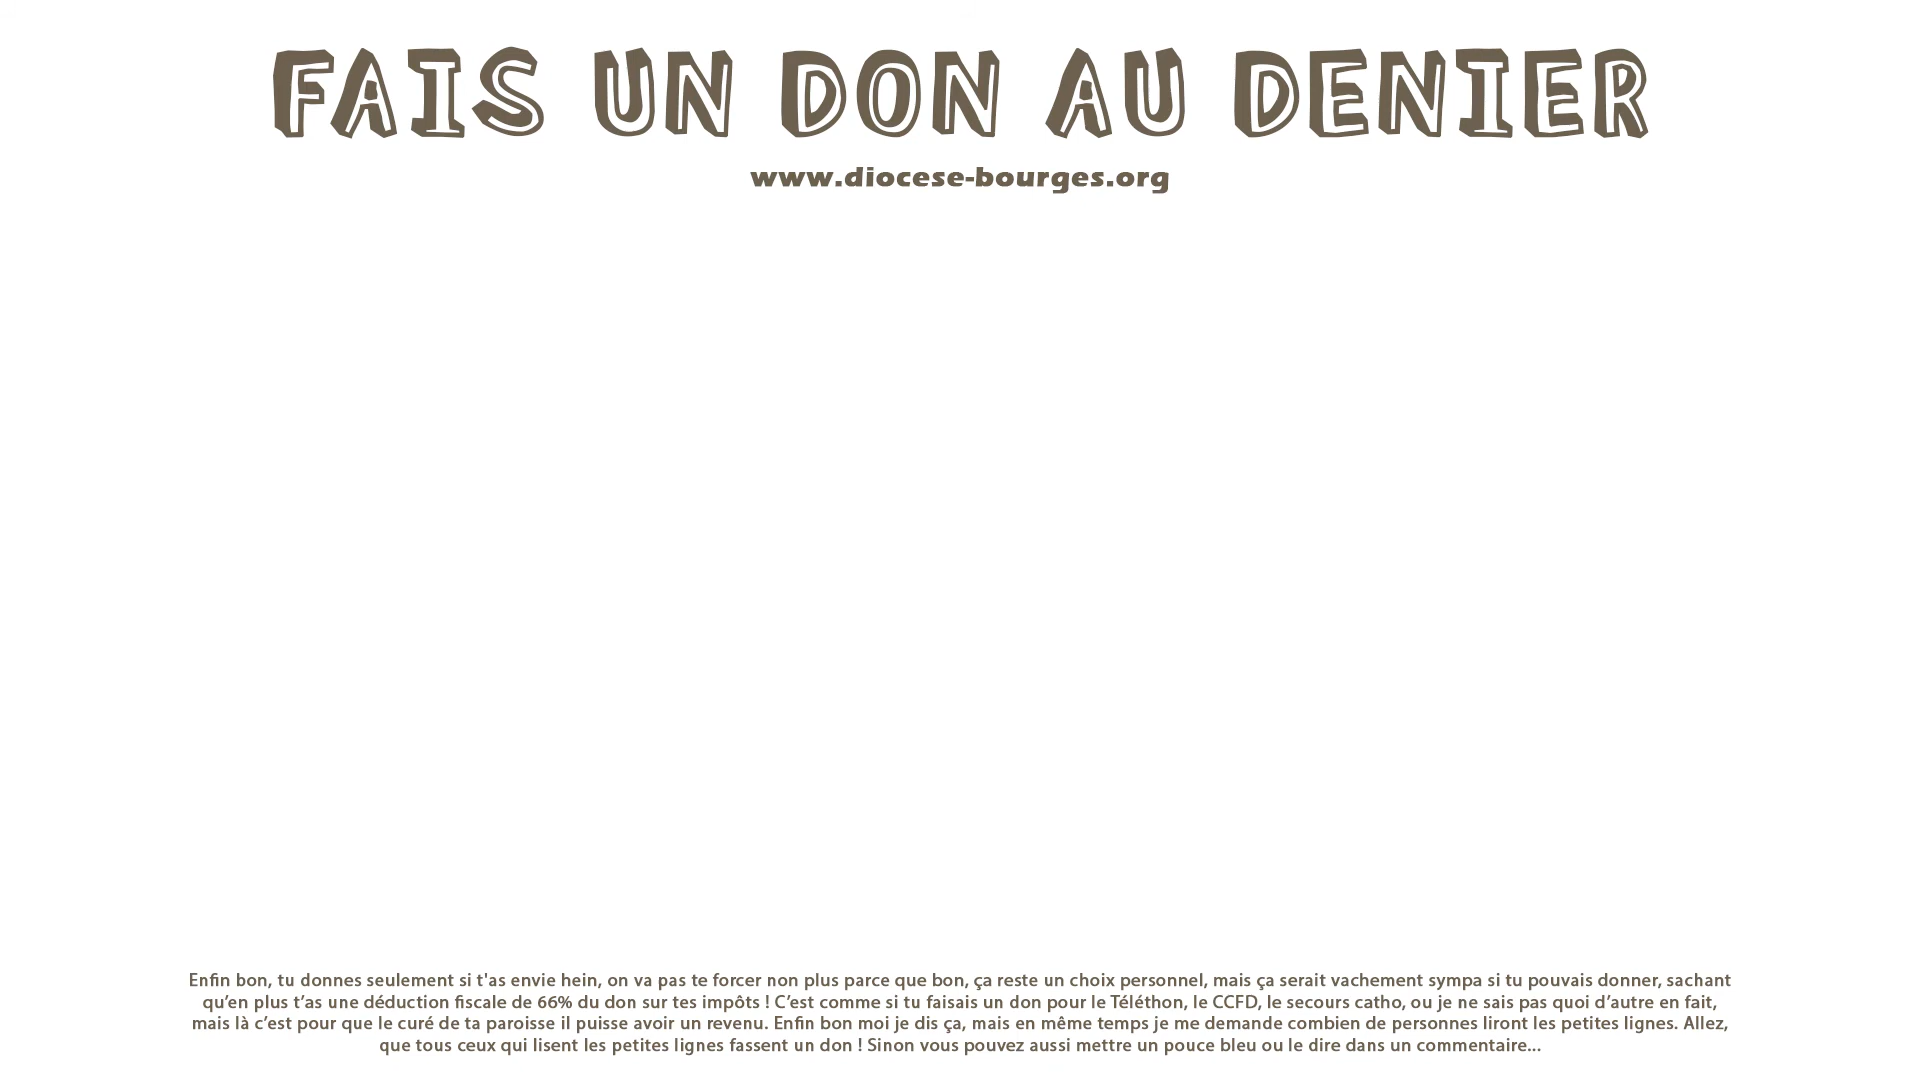 FAIS UN DON AU DENIER
www.diocese-bourges.org
Enfin bon, tu donnes seulement si t'as envie hein, on va pas te forcer non plus parce que bon, ça reste un choix personnel, mais ça serait vachement sympa si tu pouvais donner, sachant
qu’en plus t’as une déduction fiscale de 66% du don sur tes impôts ! C’est comme si tu faisais un don pour le Téléthon, le CCFD, le secours catho, ou je ne sais pas quoi d’autre en fait,
mais là c’est pour que le curé de ta paroisse il puisse avoir un revenu. Enfin bon moi je dis ça, mais en même temps je me demande combien de personnes liront les petites lignes. Allez,
que tous ceux qui lisent les petites lignes fassent un don ! Sinon vous pouvez aussi mettre un pouce bleu ou le dire dans un commentaire...